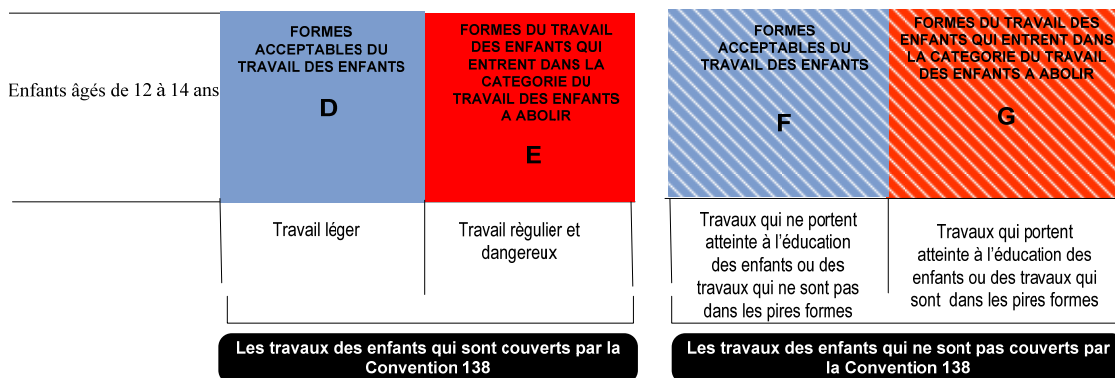 Enfants âgés de 12 à 14 ans
FORMES
ACCEPTABLES DU
TRAVAIL DES ENFANTS
D
FORMES DU TRAVAIL
DES ENFANTS QUI
ENTRENT DANS LA
CATEGORIE DU
TRAVAIL DES ENFANTS
A ABOLIR
E
FORMES
ACCEPTABLES DU
TRAVAIL DES ENFANTS
F
FORMES DU TRAVAIL DES
ENFANTS QUI ENTRENT DANS
LA CATÉGORIE DU TRAVAIL
DES ENFANTS A ABOLIR
G
Travail léger
Travail règulier et
dangereux
Travaux qui ne portent
atteinte à l’éducation
des enfants ou des
travaux qui ne sont pas
dans les pires formes
Travaux qui portent
atteinte à l’éducation des
enfants ou des travaux qui
sont dans les pires formes
Les travaux des enfants qui sont couverts par la
Convention 138
Les travaux des enfants qui ne sont pas couverts par
la Convention 138